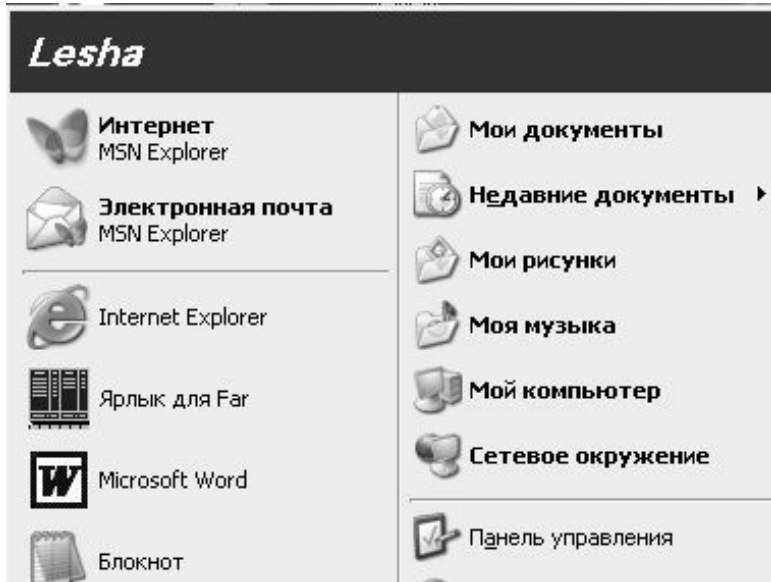 Lesha
Интернет
MSN Explorer
Электронная почта
MSN Explorer
Internet Explorer
Ярлык для Far
Microsoft Word
Блокнот
Мои документы
Недавние документы
Мои рисунки
Моя музыка
Мой компьютер
Сетевое окружение
Панель управления